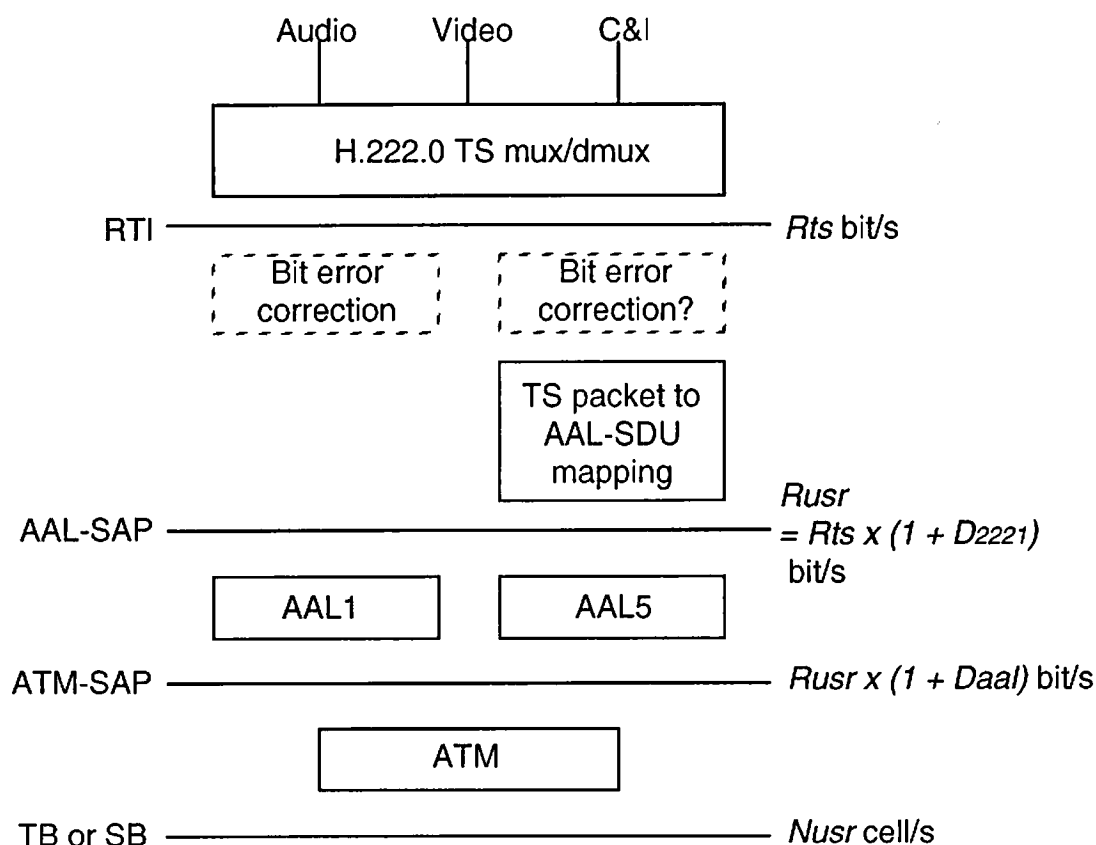 Audio Video C&I
H.222.0 TS mux/dmux
RTI
Rts bit/s
Bit error
correction
Bit error
correction?
TS packet to
AAL-SDU
mapping
AAL-SAP
Rusr
= Rts x (1 + D2221)
bit/s
AAL1
AAL5
ATM-SAP
Rusr x (1 + Daal) bit/s
ATM
TB or SB
Nusr cell/s